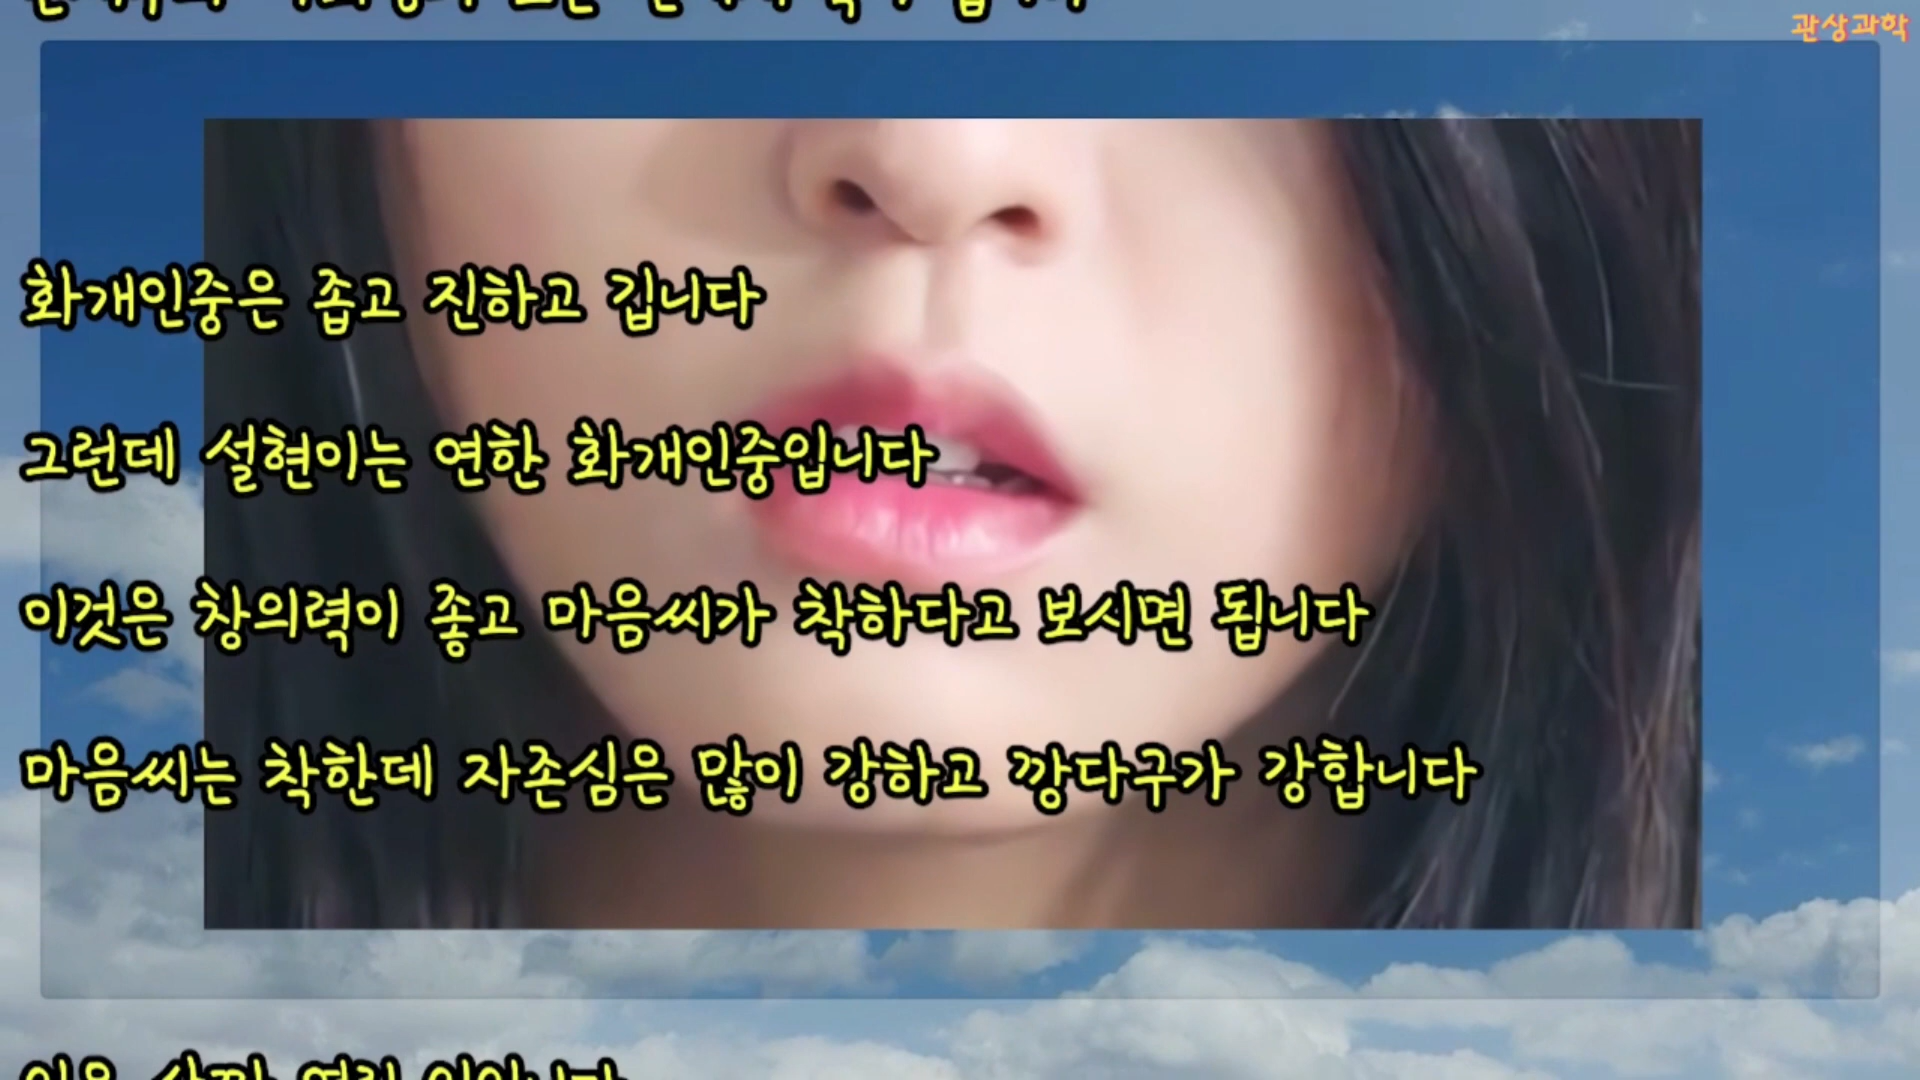 관상과학
화개인중은 좁고 진하고 깁니다
그런데 설현이는 연한 화개인중입니다
이것은 창의력이 좋고 마음씨가 착하다고 보시면 됩니다
마음씨는 착한데 자존심은 많이 강하고 깡다구가 강합니다